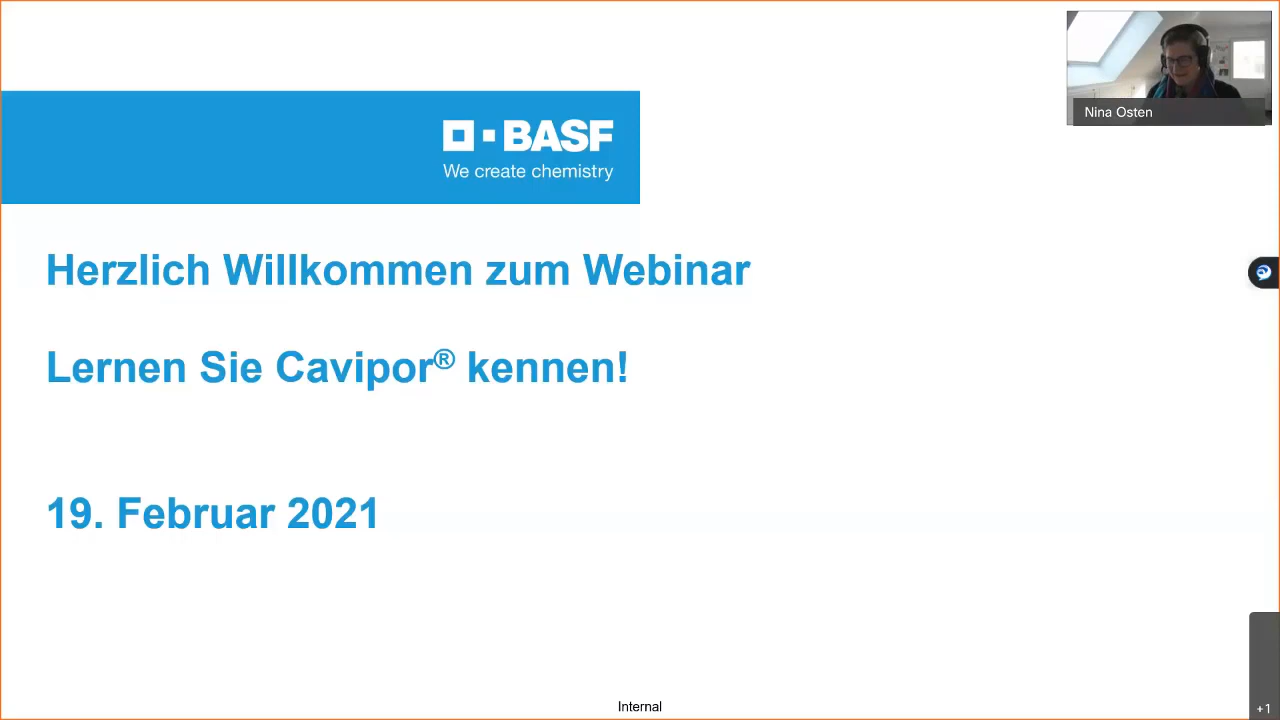 Nina Osten
BASF
We create chemistry
Herzlich Willkommen zum Webinar
Lernen Sie Cavipor® kennen!
19. Februar 2021
Internal
+1